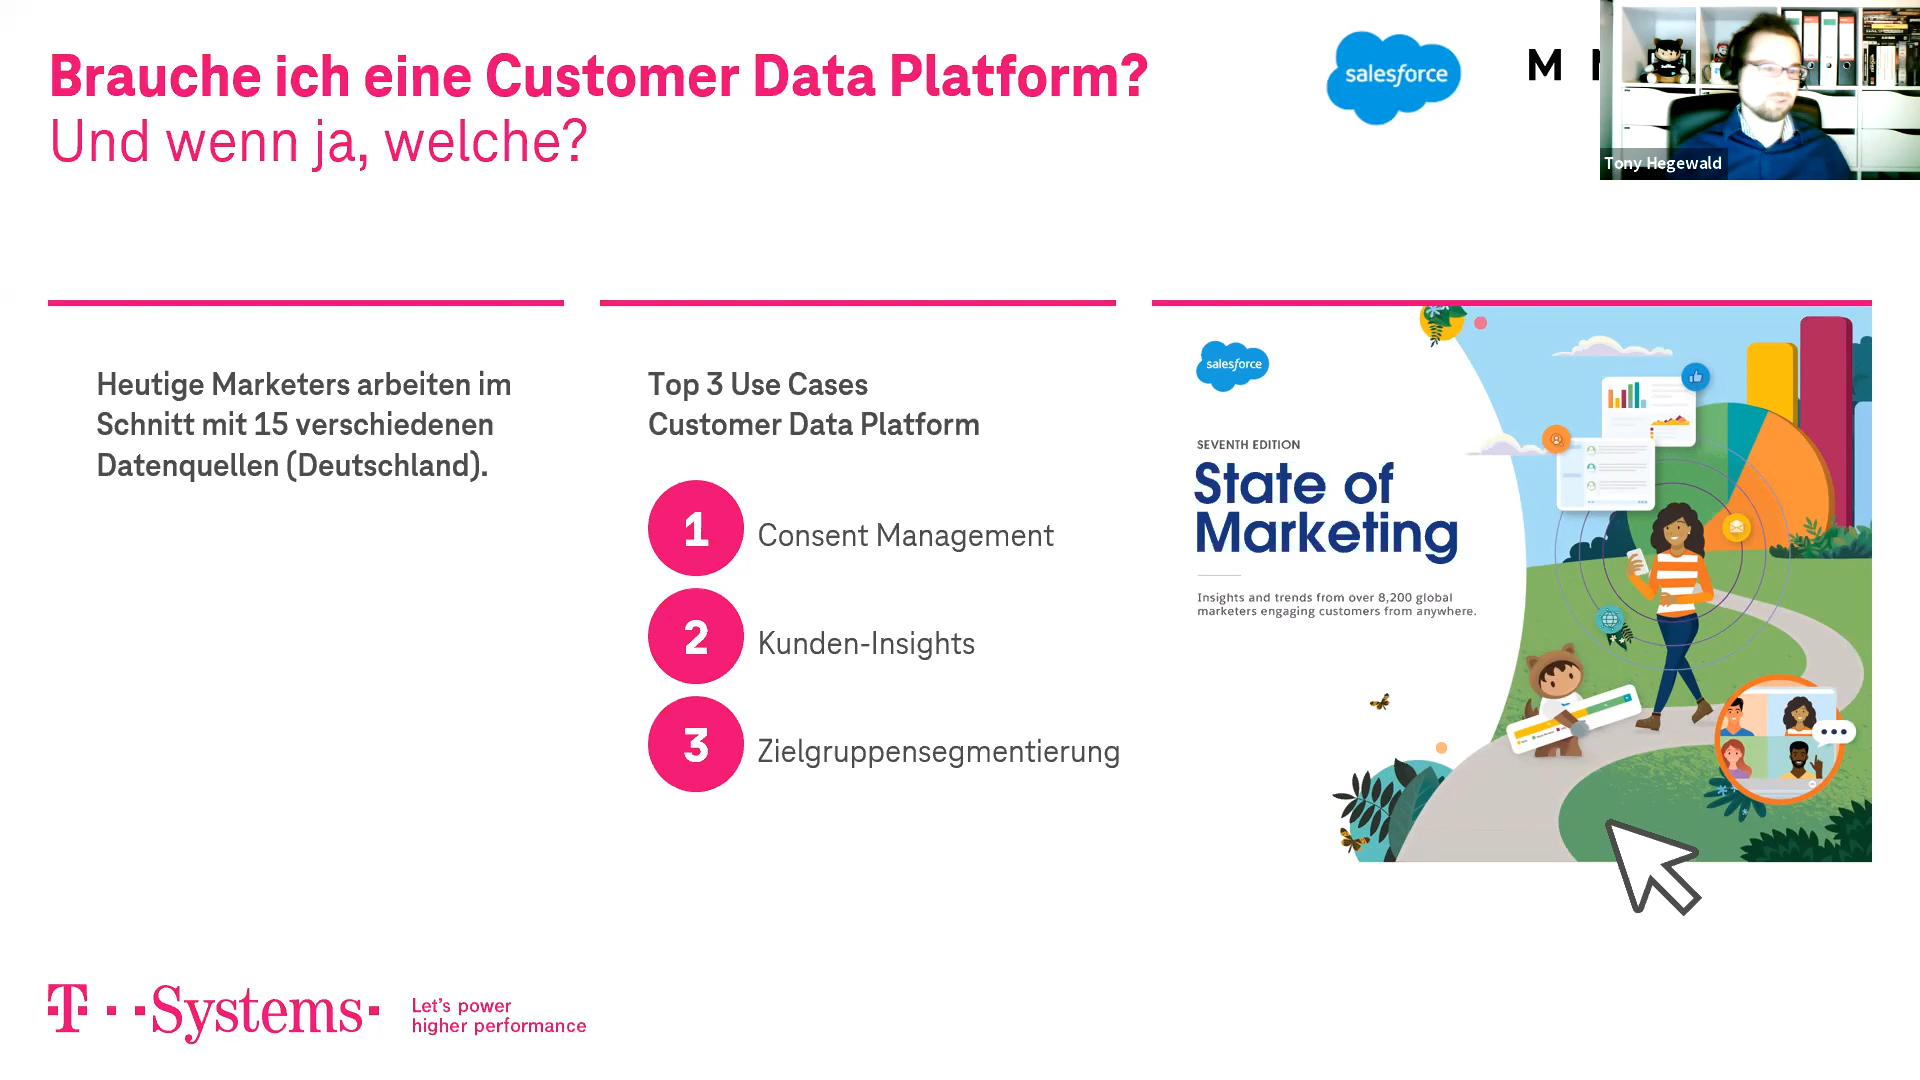 Brauche ich eine Customer Data Platform?
Und wenn ja, welche?
salesforce
M
Tony Hegewald
Heutige Marketers arbeiten im
Schnitt mit 15 verschiedenen
Datenquellen (Deutschland).
Top 3 Use Cases
Customer Data Platform
1 Consent Management
2 Kunden-Insights
3 Zielgruppensegmentierung
salesforce
SEVENTH EDITION
State of
Marketing
Insights and trends from over 8,200 global
marketers engaging customers from anywhere.
T··Systems·
Let's power
higher performance